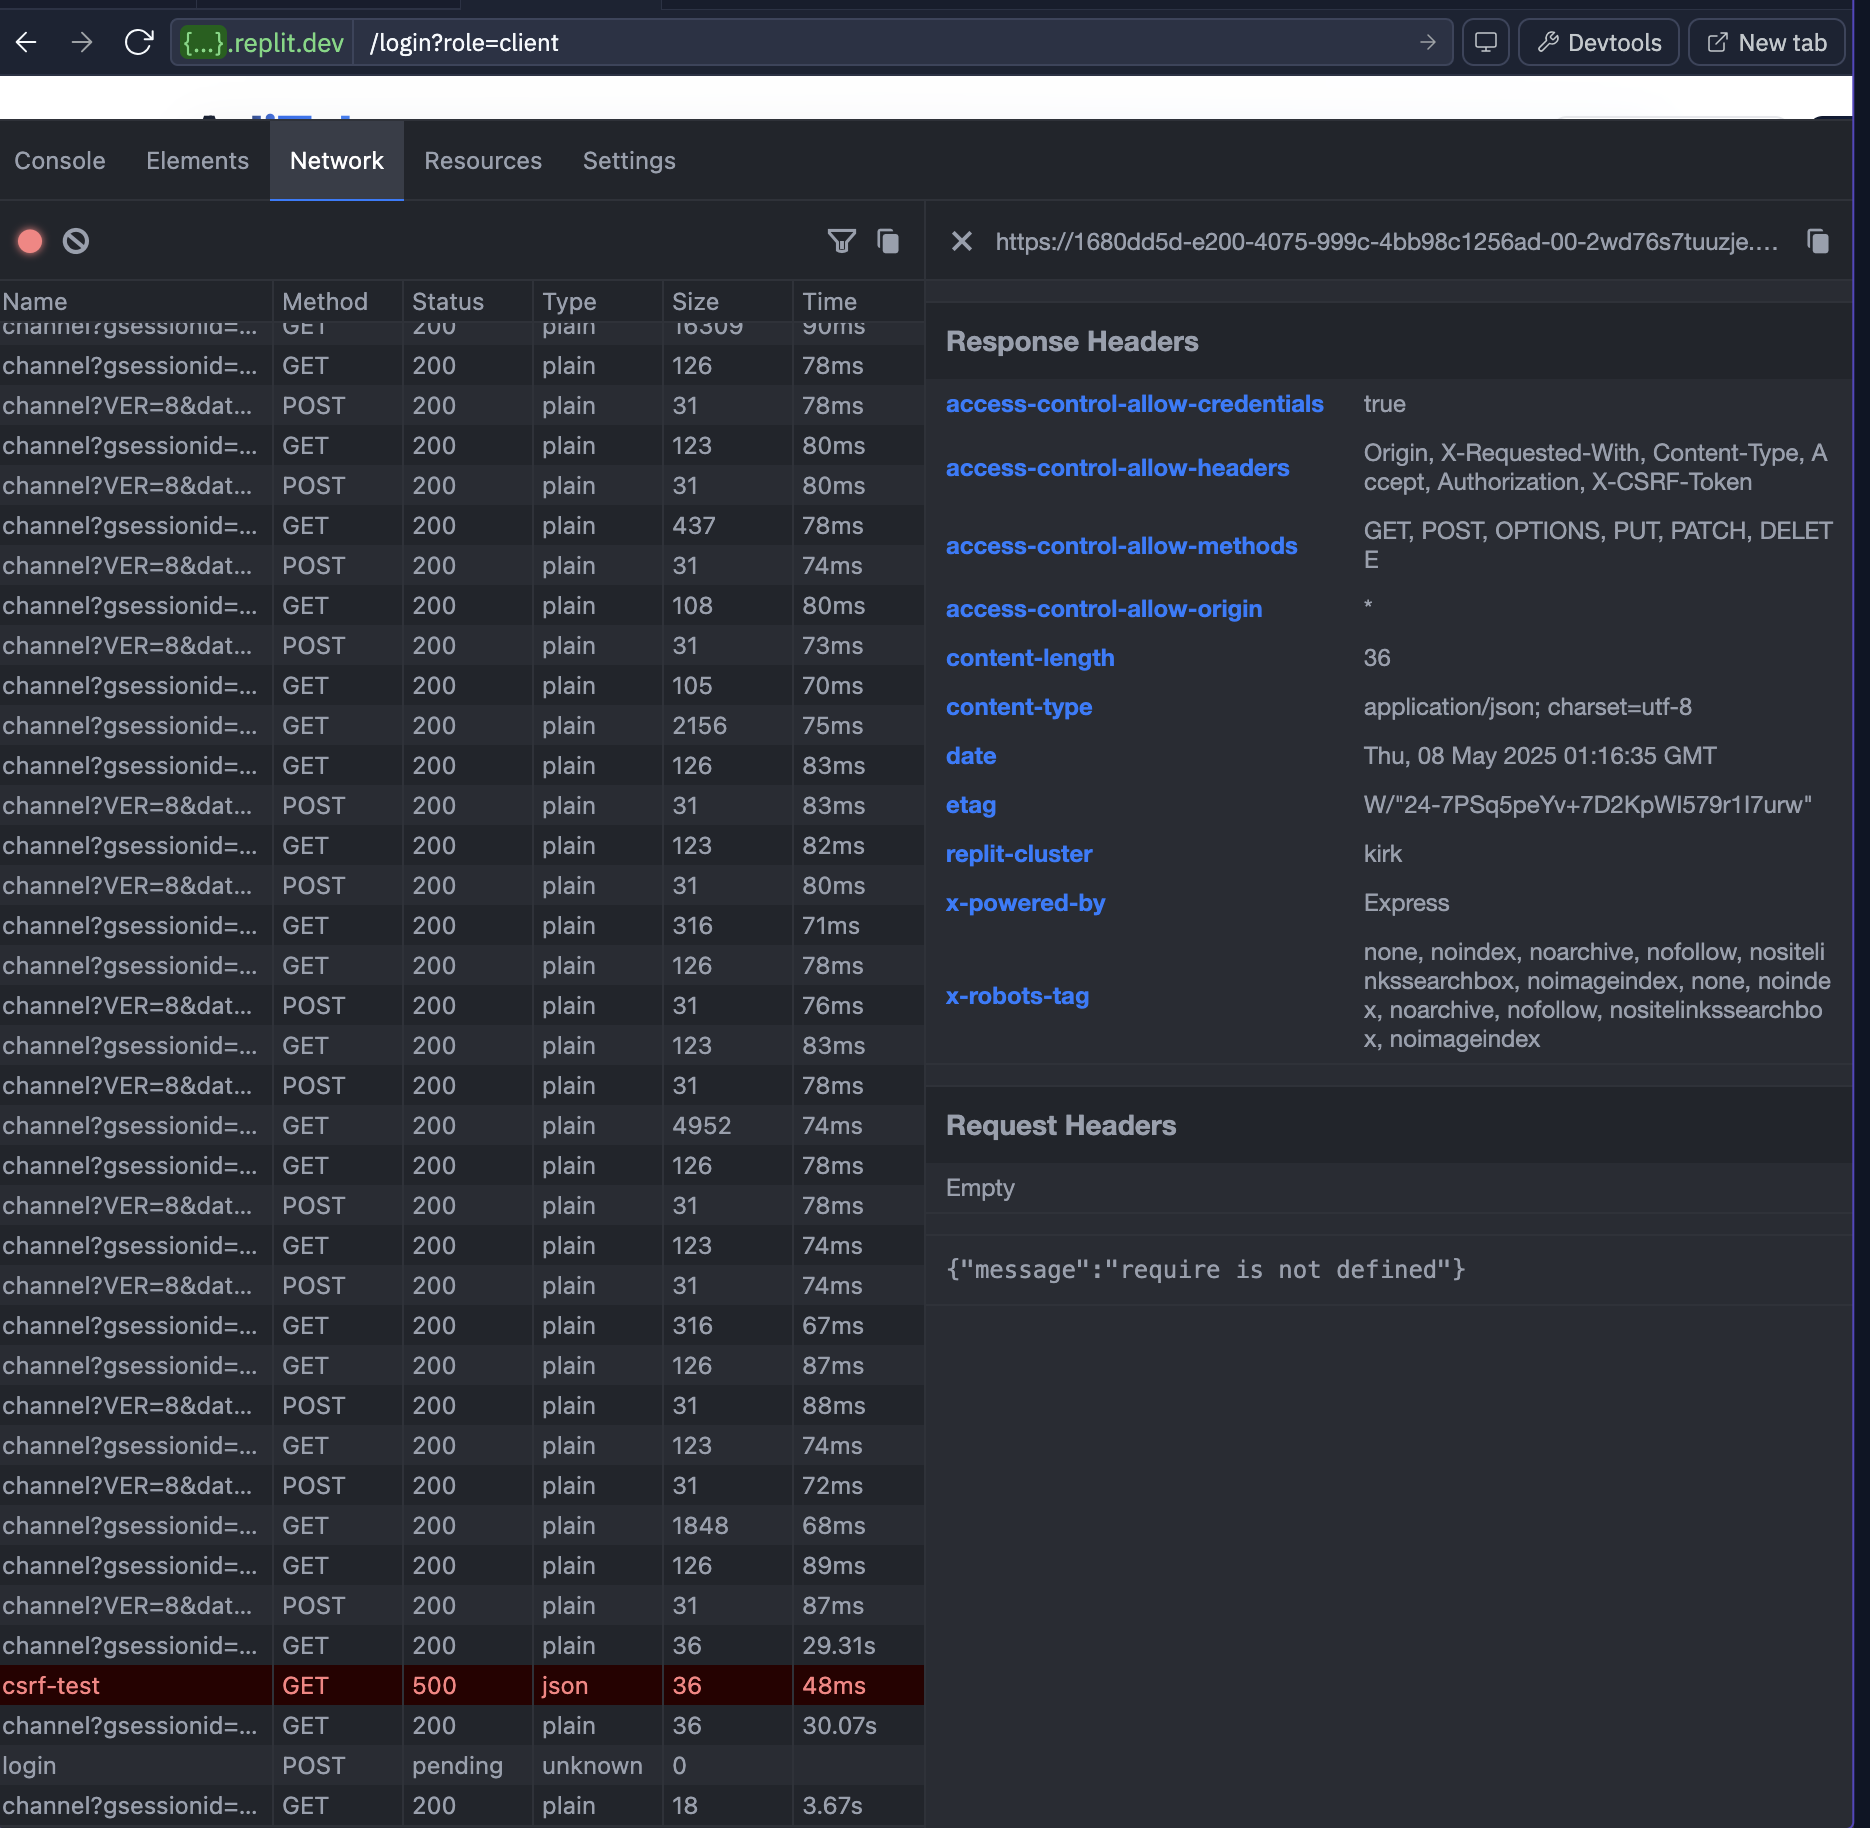 {...}.replit.dev /login?role=client Devtools New tab
Console Elements Network Resources Settings
https://1680dd5d-e200-4075-999c-4bb98c1256ad-00-2wd76s7tuuzje....
Name Method Status Type Size Time
channel?gsessionid=... GET 200 plain 16309 90ms
channel?gsessionid=... GET 200 plain 126 78ms
channel?VER=8&dat... POST 200 plain 31 78ms
channel?gsessionid=... GET 200 plain 123 80ms
channel?VER=8&dat... POST 200 plain 31 80ms
channel?gsessionid=... GET 200 plain 437 78ms
channel?VER=8&dat... POST 200 plain 31 74ms
channel?gsessionid=... GET 200 plain 108 80ms
channel?VER=8&dat... POST 200 plain 31 73ms
channel?gsessionid=... GET 200 plain 105 70ms
channel?gsessionid=... GET 200 plain 2156 75ms
channel?gsessionid=... GET 200 plain 126 83ms
channel?VER=8&dat... POST 200 plain 31 83ms
channel?gsessionid=... GET 200 plain 123 82ms
channel?VER=8&dat... POST 200 plain 31 80ms
channel?gsessionid=... GET 200 plain 316 71ms
channel?gsessionid=... GET 200 plain 126 78ms
channel?VER=8&dat... POST 200 plain 31 76ms
channel?gsessionid=... GET 200 plain 123 83ms
channel?VER=8&dat... POST 200 plain 31 78ms
channel?gsessionid=... GET 200 plain 4952 74ms
channel?gsessionid=... GET 200 plain 126 78ms
channel?VER=8&dat... POST 200 plain 31 78ms
channel?gsessionid=... GET 200 plain 123 74ms
channel?VER=8&dat... POST 200 plain 31 74ms
channel?gsessionid=... GET 200 plain 316 67ms
channel?gsessionid=... GET 200 plain 126 87ms
channel?VER=8&dat... POST 200 plain 31 88ms
channel?gsessionid=... GET 200 plain 123 74ms
channel?VER=8&dat... POST 200 plain 31 72ms
channel?gsessionid=... GET 200 plain 1848 68ms
channel?gsessionid=... GET 200 plain 126 89ms
channel?VER=8&dat... POST 200 plain 31 87ms
channel?gsessionid=... GET 200 plain 36 29.31s
csrf-test GET 500 json 36 48ms
channel?gsessionid=... GET 200 plain 36 30.07s
login POST pending unknown 0
channel?gsessionid=... GET 200 plain 18 3.67s
Response Headers
access-control-allow-credentials true
access-control-allow-headers Origin, X-Requested-With, Content-Type, A
ccept, Authorization, X-CSRF-Token
access-control-allow-methods GET, POST, OPTIONS, PUT, PATCH, DELET
E
access-control-allow-origin *
content-length 36
content-type application/json; charset=utf-8
date Thu, 08 May 2025 01:16:35 GMT
etag W/"24-7PSq5peYv+7D2KpWI579r1I7urw"
replit-cluster kirk
x-powered-by Express
x-robots-tag none, noindex, noarchive, nofollow, nositeli
nkssearchbox, noimageindex, none, noinde
x, noarchive, nofollow, nositelinkssearchbo
x, noimageindex
Request Headers
Empty
{"message":"require is not defined"}